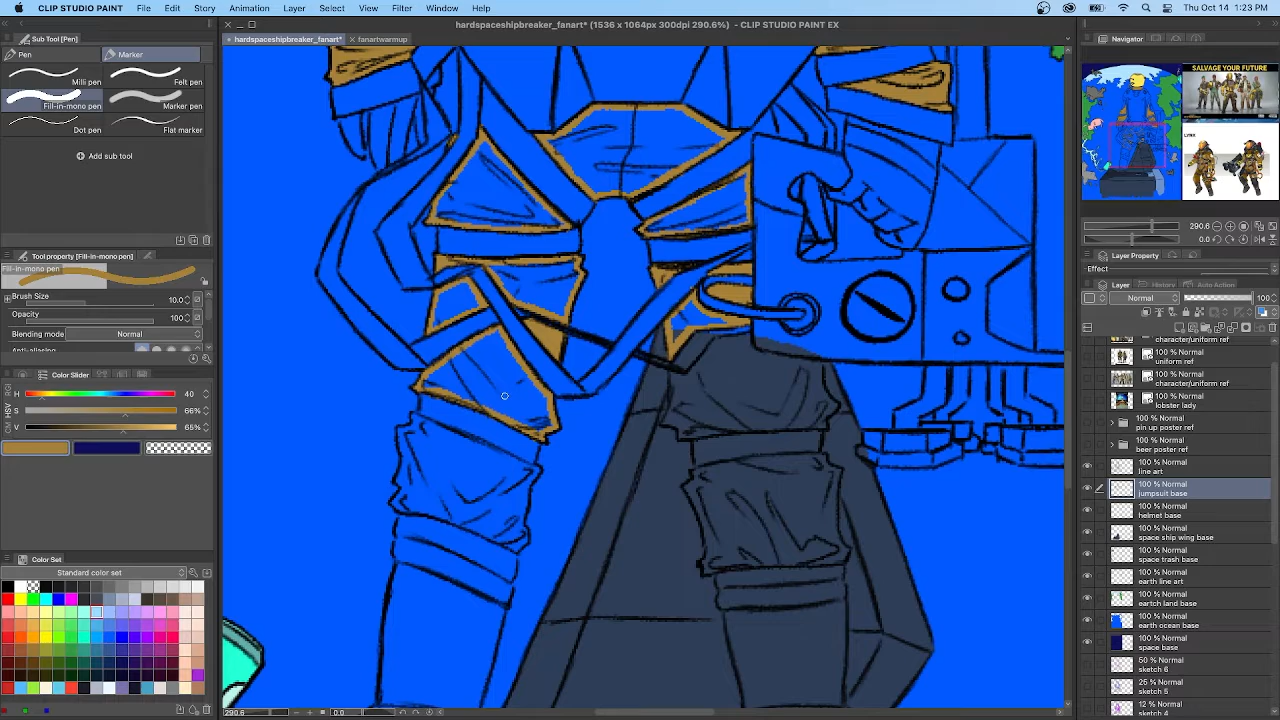 CLIP STUDIO PAINT File Edit Story Animation Layer Select View Filter Window Help Thu Oct 14 1:23 PM
hardspaceshipbreaker_fanart* (1536 x 1064px 300dpi 290.6%) - CLIP STUDIO PAINT EX
Sub Tool [Pen]
hardspaceshipbreaker_fanart* fanartwarmup
Pen Marker
Milli pen Felt pen
Fill-in-mono pen Marker pen
Dot pen Flat marker
Add sub tool
Tool property [Fill-in-mono pen]
Fill-in-mono pen
Brush Size 10.0
Opacity 100
Blending mode Normal
Anti-aliasing
Color Slider
H 40
S 66%
V 65%
Color Set
Standard color set
290.6 0.0
Navigator
SALVAGE YOUR FUTURE
LYNX
290.6
0.0
Layer Property
Effect
Layer History Auto Action
Normal 100
character/uniform ref
100 % Normal
uniform ref
100 % Normal
character/uniform ref
100 % Normal
lobster lady
100 % Normal
pin up poster ref
100 % Normal
beer poster ref
100 % Normal
line art
100 % Normal
jumpsuit base
100 % Normal
helmet base
100 % Normal
space ship wing base
100 % Normal
space trash base
100 % Normal
earth line art
100 % Normal
eartch land base
100 % Normal
earth ocean base
100 % Normal
space base
50 % Normal
sketch 6
25 % Normal
sketch 5
12 % Normal
sketch 4